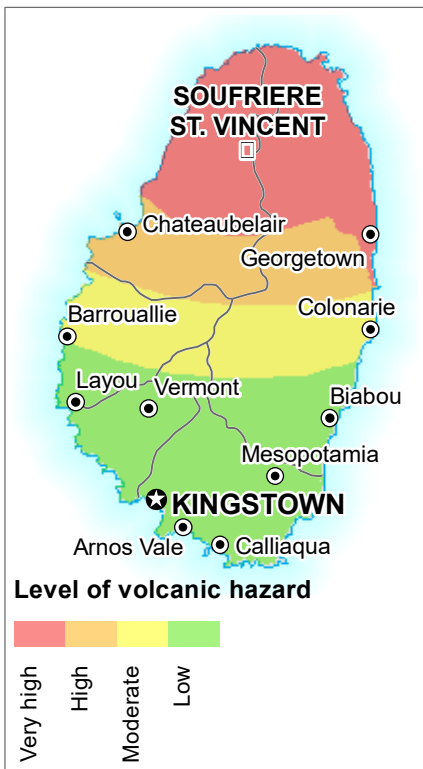 SOUFRIERE
ST. VINCENT
Chateaubelair
Georgetown
Colonarie
Barrouallie
Layou
Vermont
Biabou
Mesopotamia
KINGSTOWN
Arnos Vale
Calliaqua
Level of volcanic hazard
Very high
High
Moderate
Low